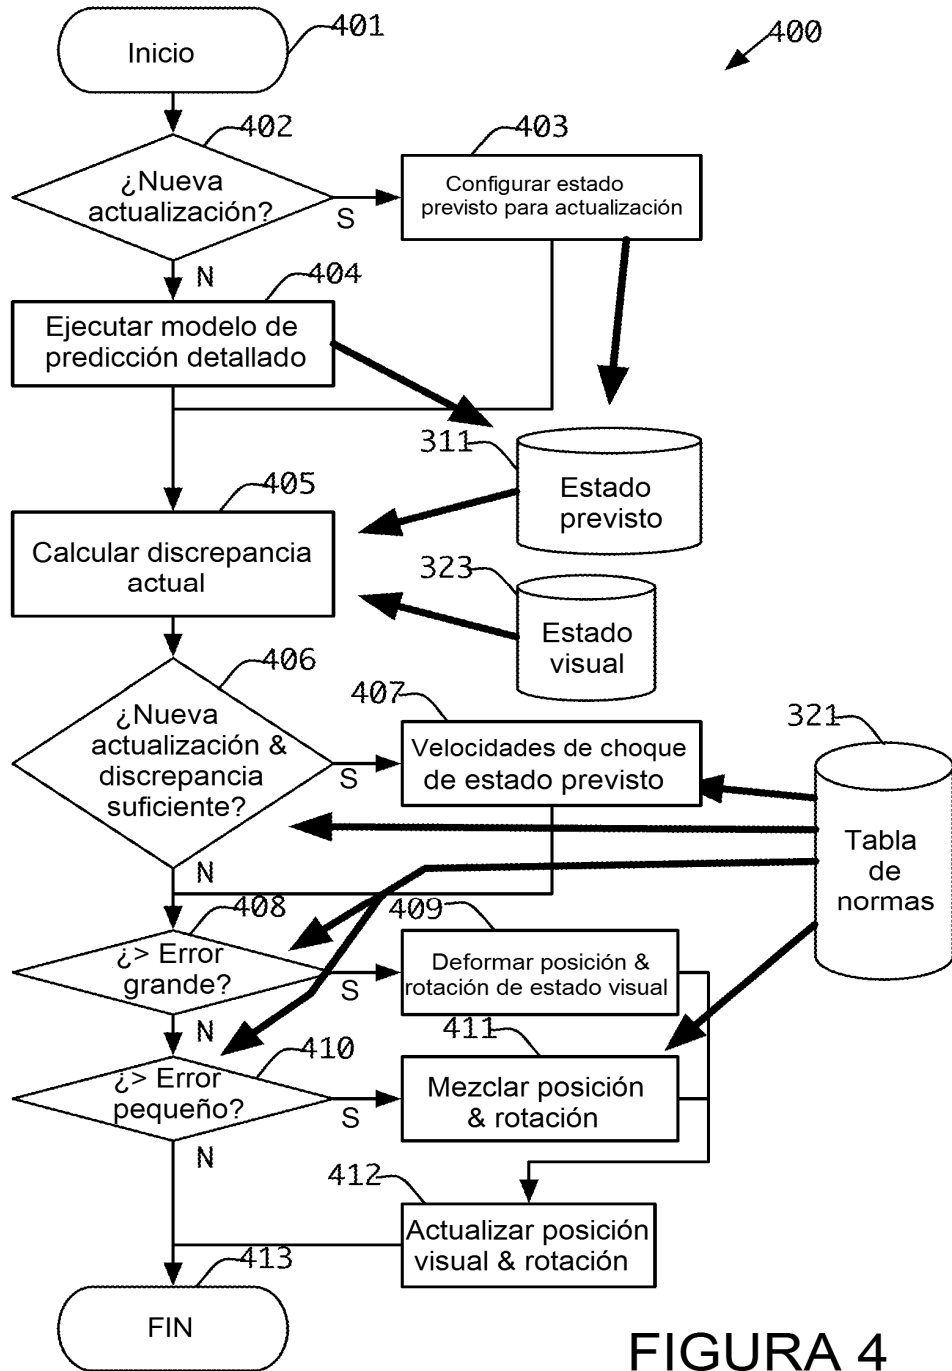 401
Inicio
400
402
403
¿Nueva
actualización?
S
Configurar estado
previsto para actualización
N
404
Ejecutar modelo de
predicción detallado
311
Estado
previsto
405
Calcular discrepancia
actual
323
Estado
visual
406
¿Nueva
actualización &
discrepancia
suficiente?
S
407
Velocidades de choque
de estado previsto
321
Tabla
de
normas
N
408
¿> Error
grande?
S
409
Deformar posición &
rotación de estado visual
N
410
¿> Error
pequeño?
S
411
Mezclar posición
& rotación
N
412
Actualizar posición
visual & rotación
413
FIN
FIGURA 4